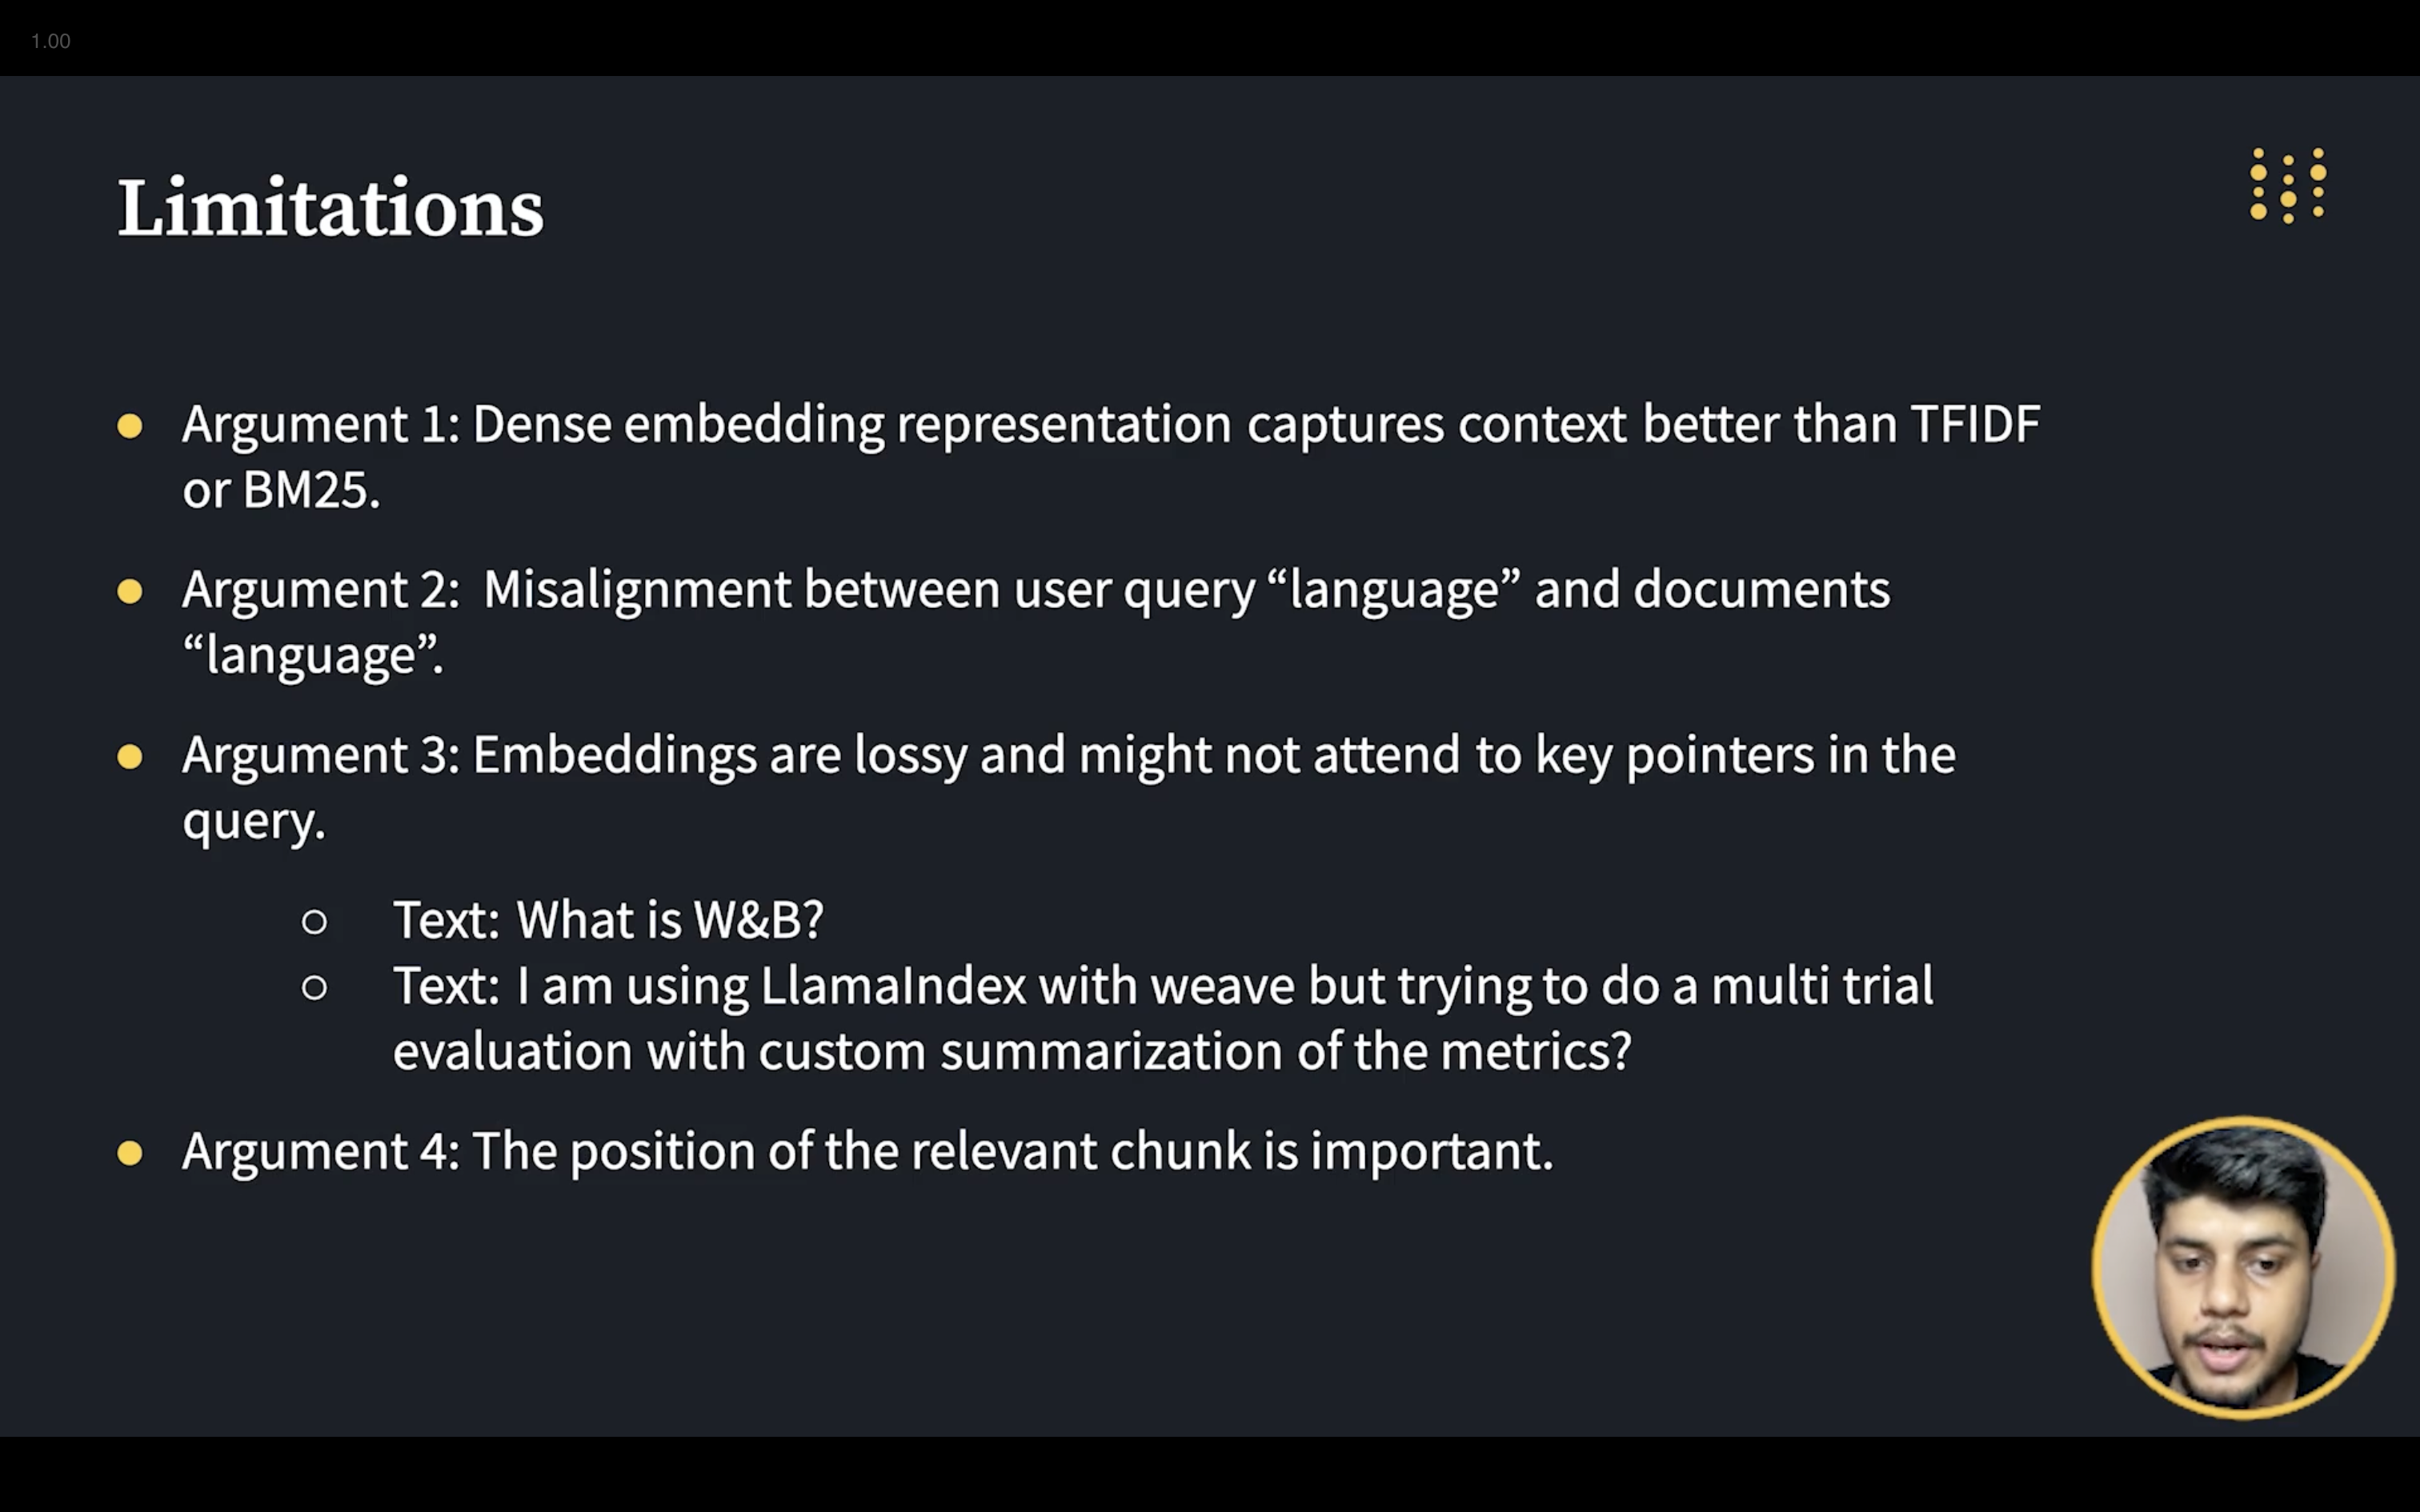 1.00
Limitations
Argument 1: Dense embedding representation captures context better than TFIDF
or BM25.
Argument 2:  Misalignment between user query “language” and documents
“language”.
Argument 3: Embeddings are lossy and might not attend to key pointers in the
query.
Text: What is W&B?
Text: I am using LlamaIndex with weave but trying to do a multi trial
evaluation with custom summarization of the metrics?
Argument 4: The position of the relevant chunk is important.